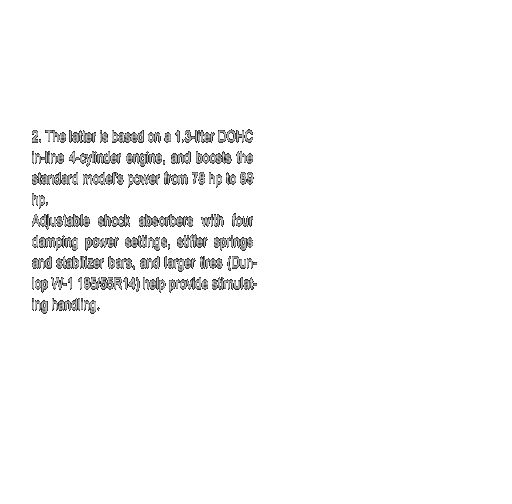 2. The latter is based on a 1.3-liter DOHC
in-line 4-cylinder engine, and boosts the
standard model's power from 79 hp to 99
hp.
Adjustable shock absorbers with four
damping power settings, stiffer springs
and stabilizer bars, and larger tires (Dun-
lop W-1 185/55R14) help provide stimulat-
ing handling.